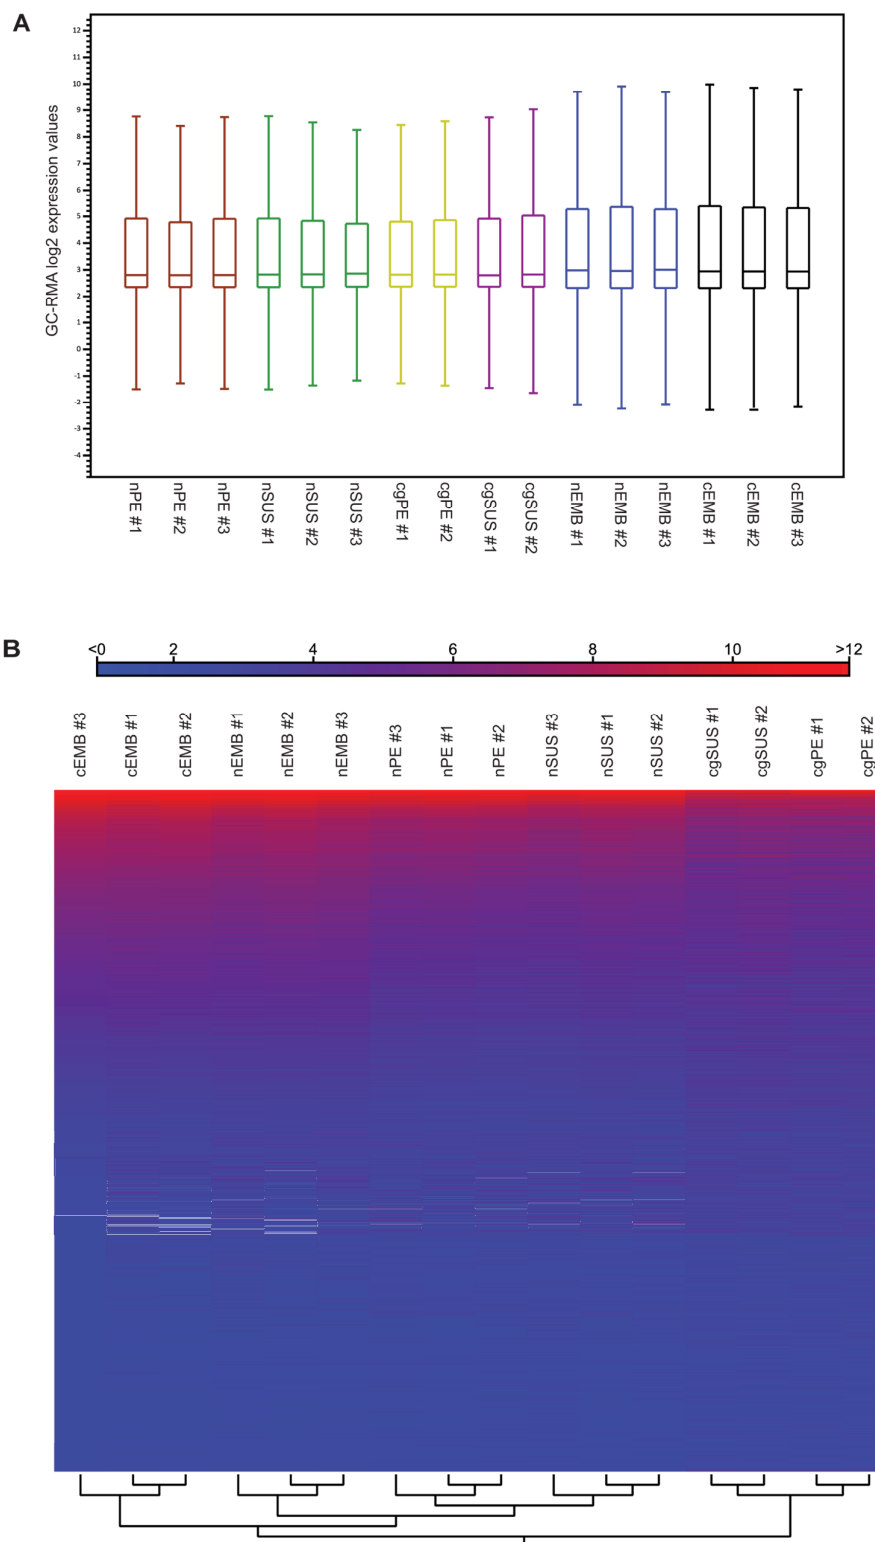 A
GC-RMA log2 expression values
12
11
10
9
8
7
6
5
4
3
2
1
0
-1
-2
-3
-4
nPE #1
nPE #2
nPE #3
nSUS #1
nSUS #2
nSUS #3
cgPE #1
cgPE #2
cgSUS #1
cgSUS #2
nEMB #1
nEMB #2
nEMB #3
cEMB #1
cEMB #2
cEMB #3
B
<0 2 4 6 8 10 >12
cEMB #3
cEMB #1
cEMB #2
nEMB #1
nEMB #2
nEMB #3
nPE #3
nPE #1
nPE #2
nSUS #3
nSUS #1
nSUS #2
cgSUS #1
cgSUS #2
cgPE #1
cgPE #2